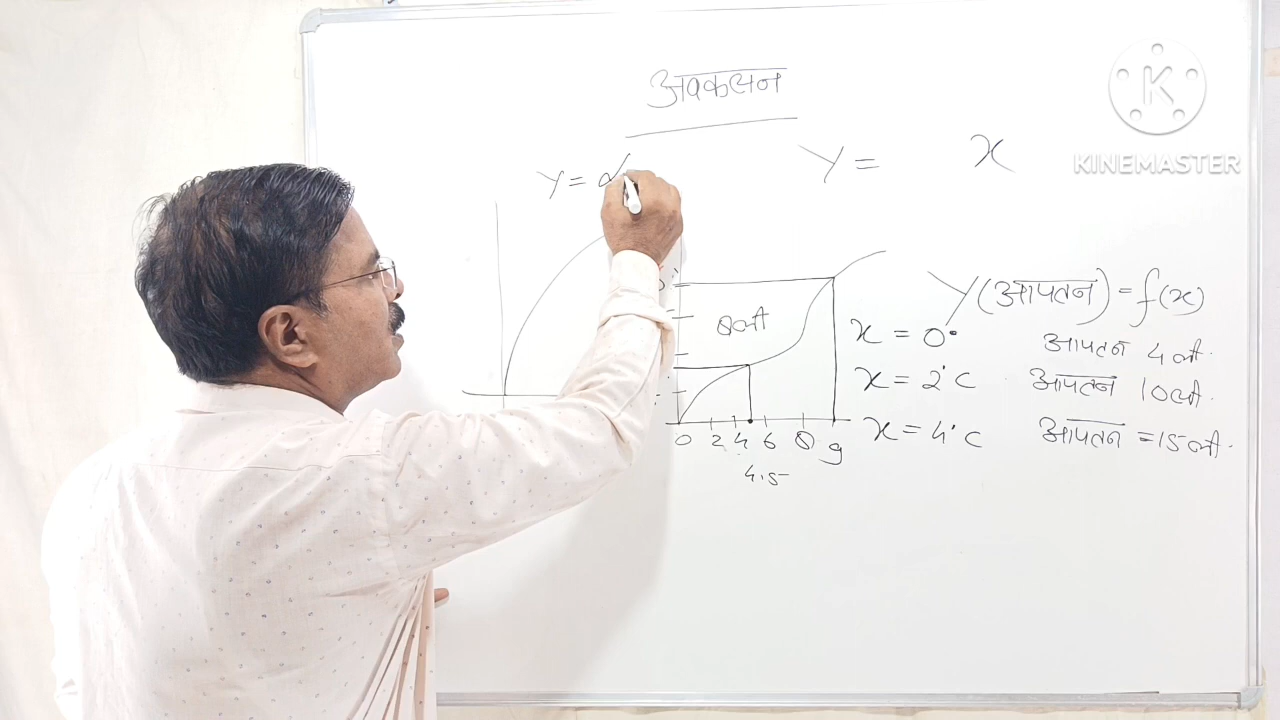 अवकलन
Y = x
K
KINEMASTER
Y =
Y (आपतन) = f(x)
x = 0°
आपतन 4 ली.
x = 2°C
आपतन 10 ली.
x = 4°C
आपतन = 15 ली.
0 2 4 6 8 9
4.5